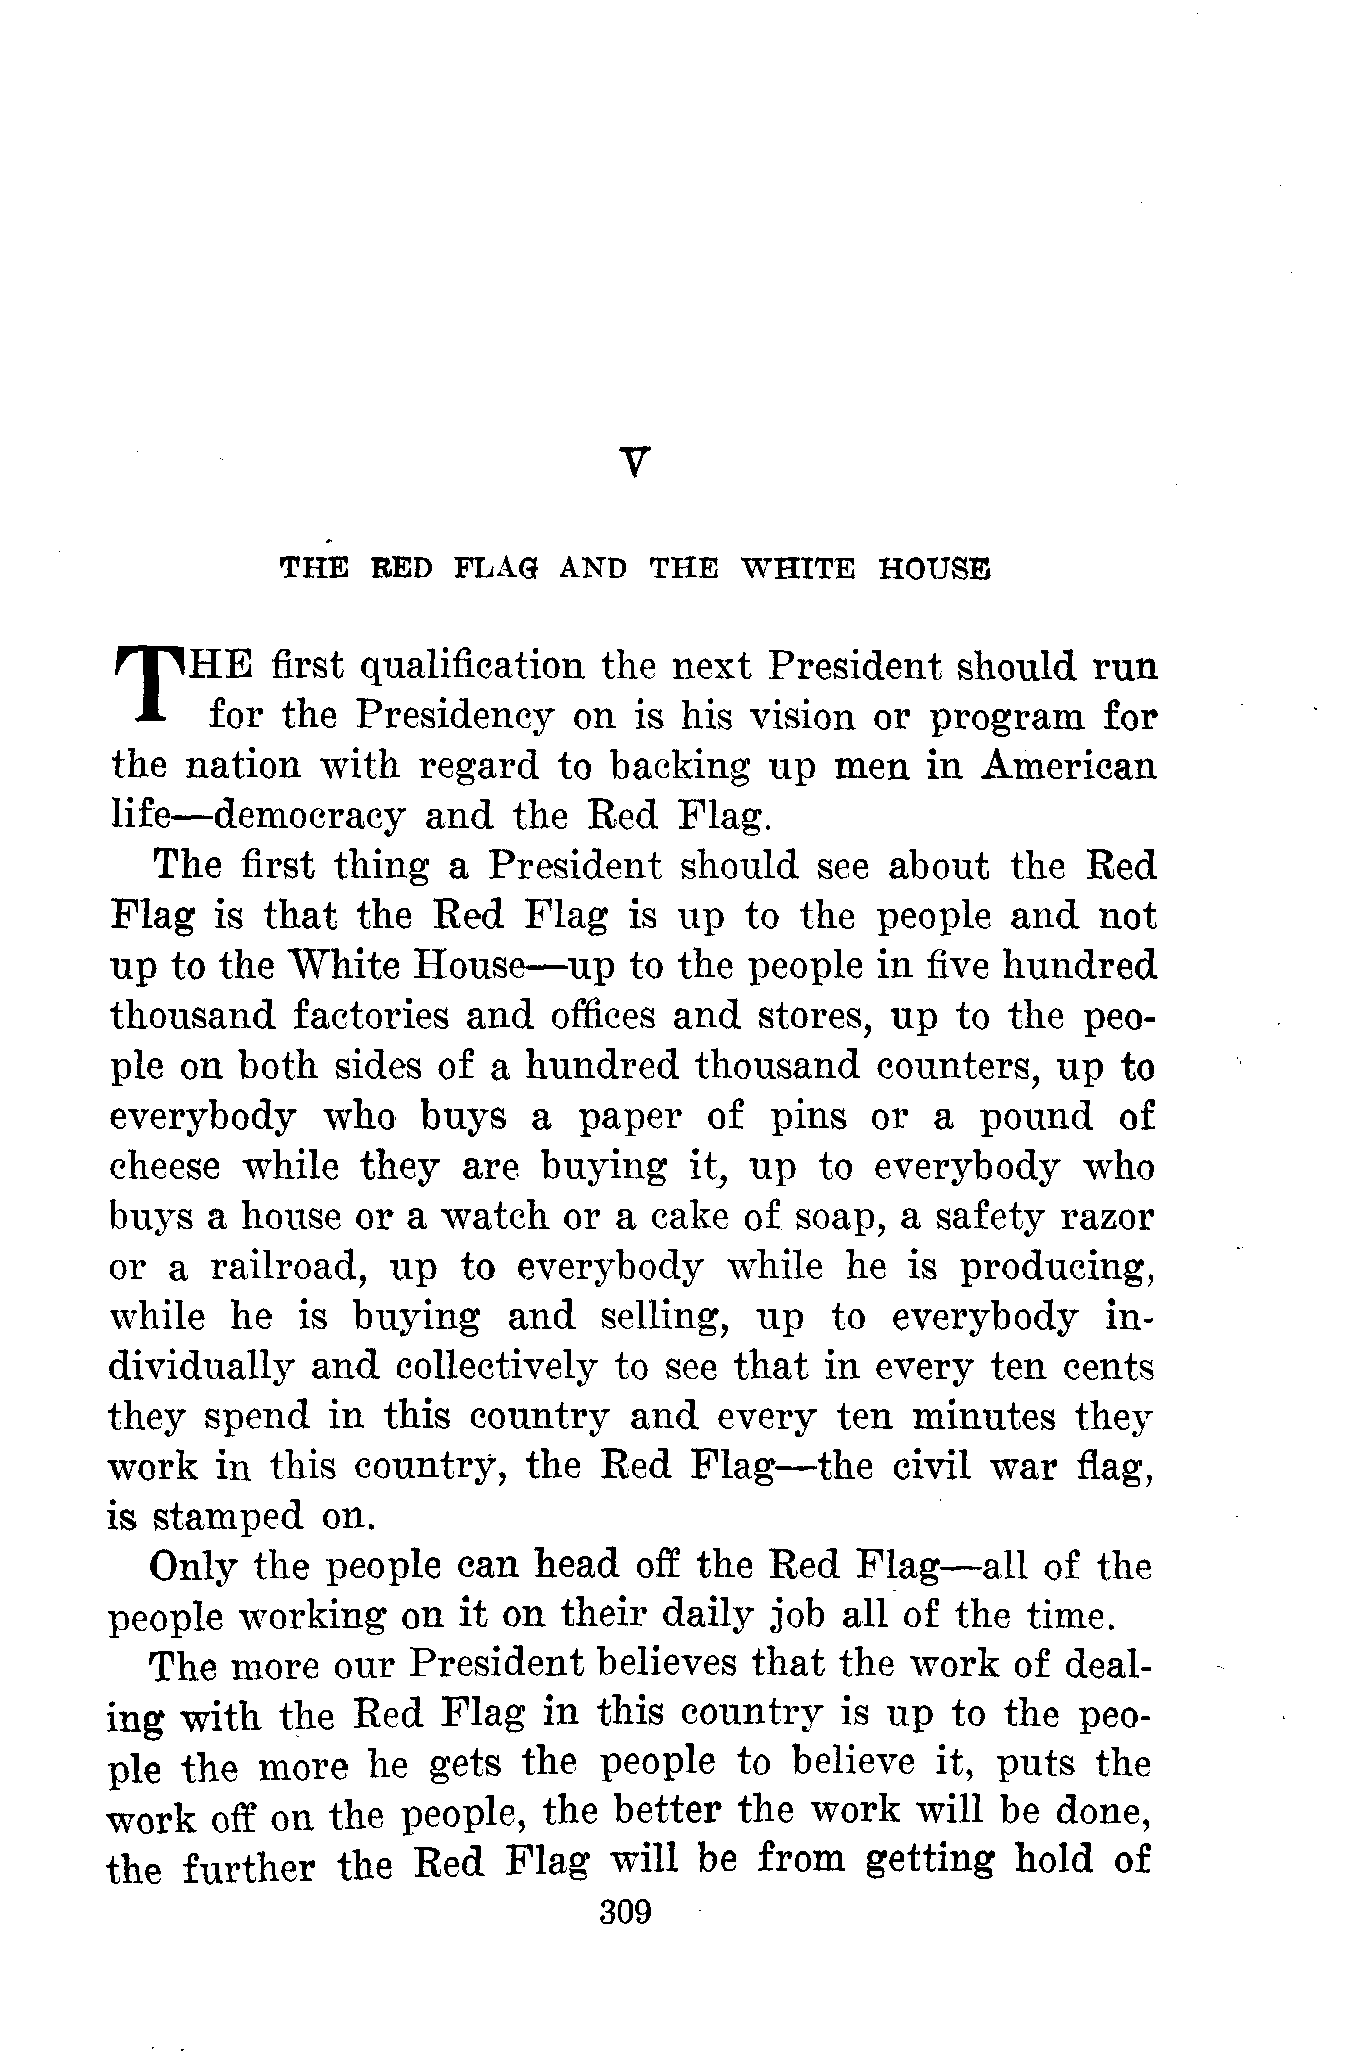 V
THE RED FLAG AND THE WHITE HOUSE
THE first qualification the next President should run
for the Presidency on is his vision or program for
the nation with regard to backing up men in American
life—democracy and the Red Flag.
The first thing a President should see about the Red
Flag is that the Red Flag is up to the people and not
up to the White House—up to the people in five hundred
thousand factories and offices and stores, up to the peo-
ple on both sides of a hundred thousand counters, up to
everybody who buys a paper of pins or a pound of
cheese while they are buying it, up to everybody who
buys a house or a watch or a cake of soap, a safety razor
or a railroad, up to everybody while he is producing,
while he is buying and selling, up to everybody in-
dividually and collectively to see that in every ten cents
they spend in this country and every ten minutes they
work in this country, the Red Flag—the civil war flag,
is stamped on.
Only the people can head off the Red Flag—all of the
people working on it on their daily job all of the time.
The more our President believes that the work of deal-
ing with the Red Flag in this country is up to the peo-
ple the more he gets the people to believe it, puts the
work off on the people, the better the work will be done,
the further the Red Flag will be from getting hold of
309